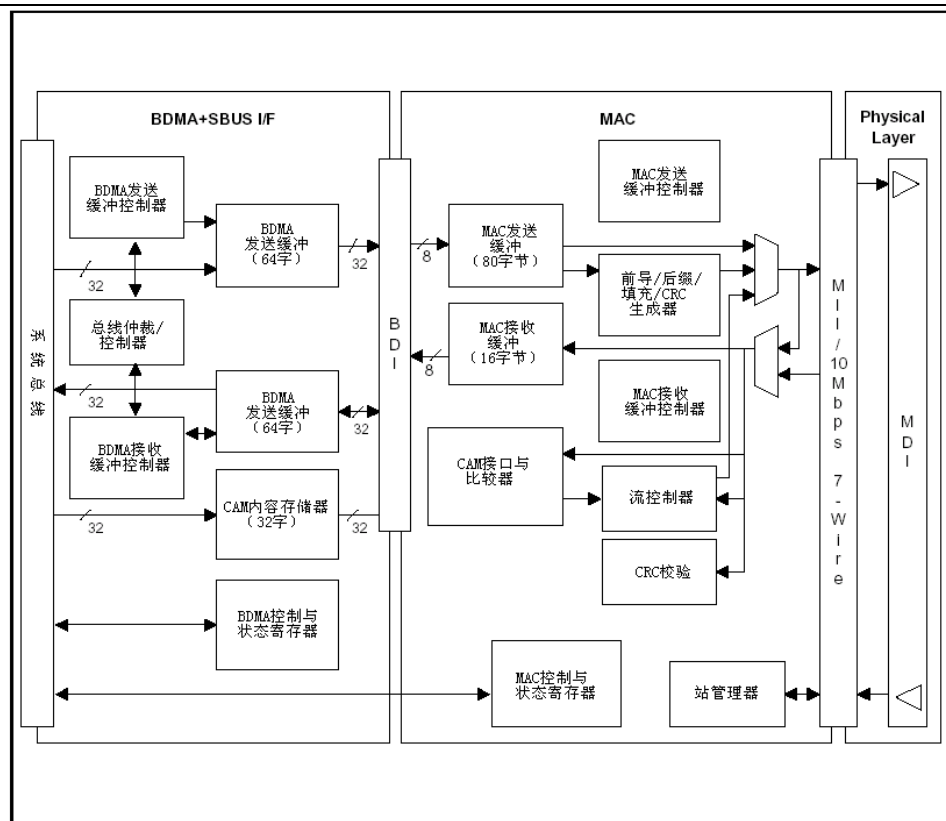 BDMA+SBUS I/F
MAC
Physical
Layer
系统总线
BDMA发送
缓冲控制器
BDMA
发送缓冲
(64字)
32
32
总线仲裁/
控制器
32
BDMA
发送缓冲
(64字)
32
BDMA接收
缓冲控制器
CAM内容存储器
(32字)
32
32
BDMA控制与
状态寄存器
BDI
MAC发送
缓冲控制器
8
MAC发送
缓冲
(80字节)
前导/后缀/
填充/CRC
生成器
8
MAC接收
缓冲
(16字节)
MAC接收
缓冲控制器
CAM接口与
比较器
流控制器
CRC校验
MAC控制与
状态寄存器
站管理器
MII/10Mbps 7-Wire
MDI